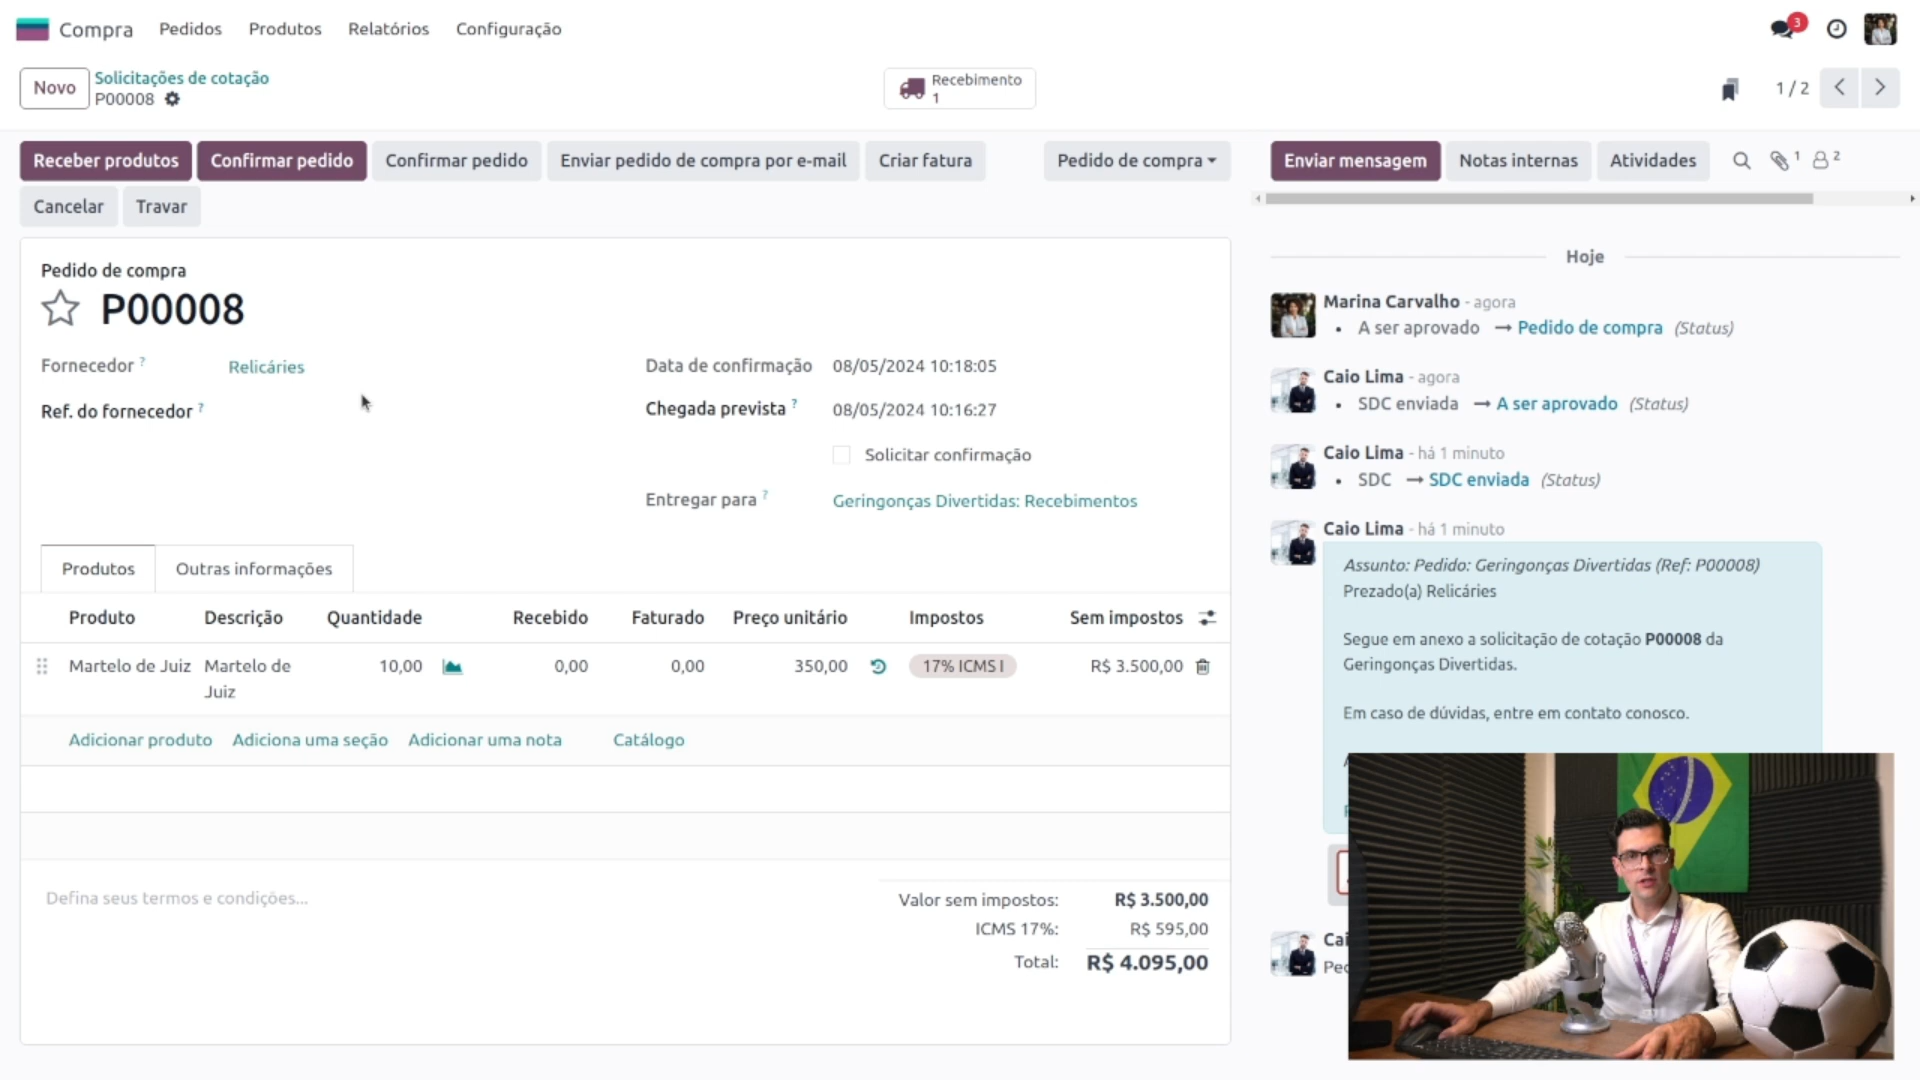 Compra Pedidos Produtos Relatórios Configuração 3
Novo Solicitações de cotação
P00008
Recebimento
1
1 / 2
Receber produtos Confirmar pedido Confirmar pedido Enviar pedido de compra por e-mail Criar fatura Pedido de compra
Cancelar Travar
Enviar mensagem Notas internas Atividades 1 2
Pedido de compra
P00008
Fornecedor ? Relicáries
Ref. do fornecedor ?
Data de confirmação 08/05/2024 10:18:05
Chegada prevista ? 08/05/2024 10:16:27
Solicitar confirmação
Entregar para ? Geringonças Divertidas: Recebimentos
Produtos Outras informações
Produto Descrição Quantidade Recebido Faturado Preço unitário Impostos Sem impostos
Martelo de Juiz Martelo de Juiz 10,00 0,00 0,00 350,00 17% ICMS I R$ 3.500,00
Adicionar produto Adiciona uma seção Adicionar uma nota Catálogo
Defina seus termos e condições...
Valor sem impostos: R$ 3.500,00
ICMS 17%: R$ 595,00
Total: R$ 4.095,00
Hoje
Marina Carvalho - agora
• A ser aprovado → Pedido de compra (Status)
Caio Lima - agora
• SDC enviada → A ser aprovado (Status)
Caio Lima - há 1 minuto
• SDC → SDC enviada (Status)
Caio Lima - há 1 minuto
Assunto: Pedido: Geringonças Divertidas (Ref: P00008)
Prezado(a) Relicáries
Segue em anexo a solicitação de cotação P00008 da
Geringonças Divertidas.
Em caso de dúvidas, entre em contato conosco.